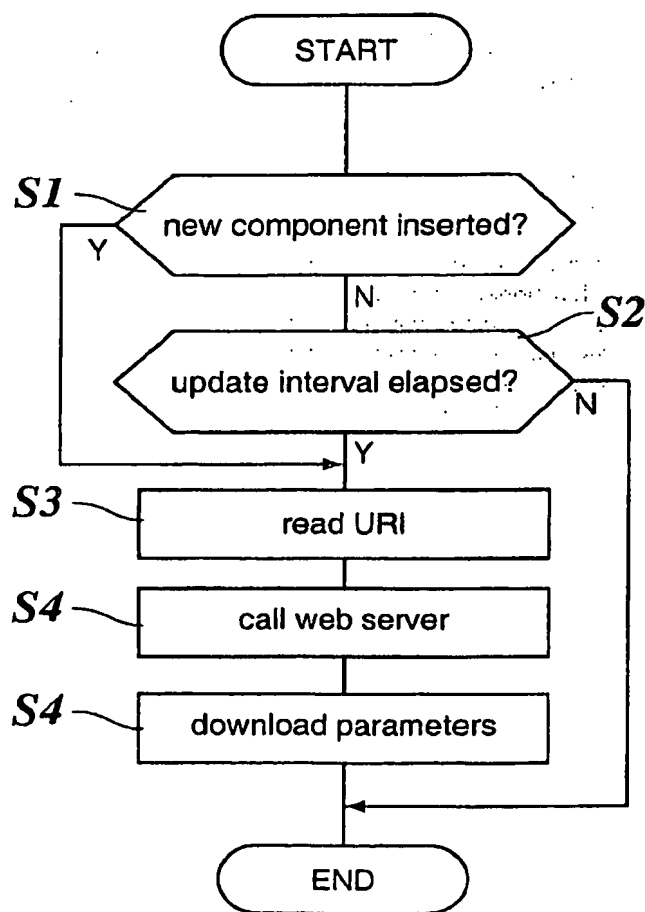 START
S1
new component inserted?
Y
N
S2
update interval elapsed?
N
Y
S3
read URI
S4
call web server
S4
download parameters
END